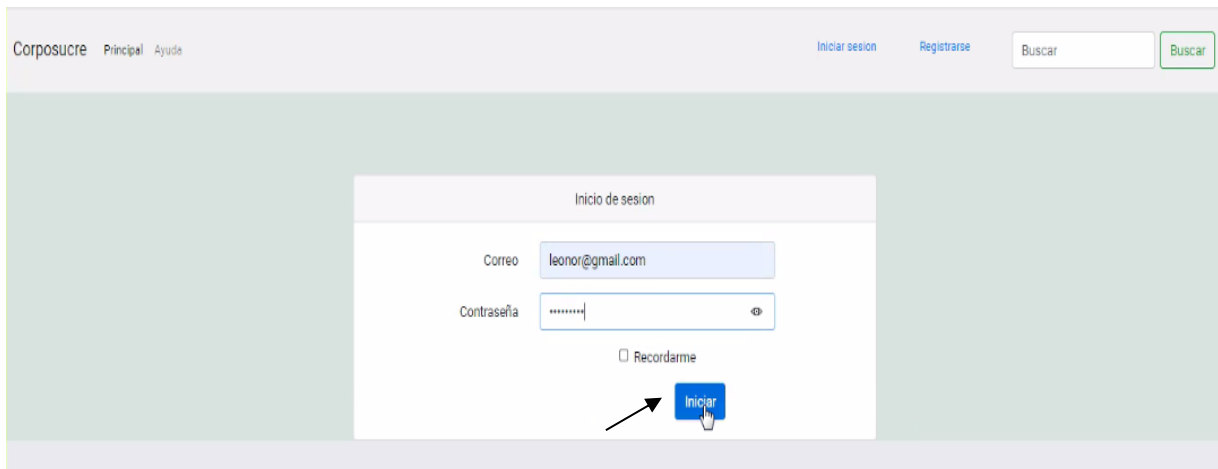 Corposucre Principal Ayuda Iniciar sesion Registrarse Buscar Buscar
Inicio de sesion
Correo leonor@gmail.com
Contraseña •••••••••
Recordarme
Iniciar